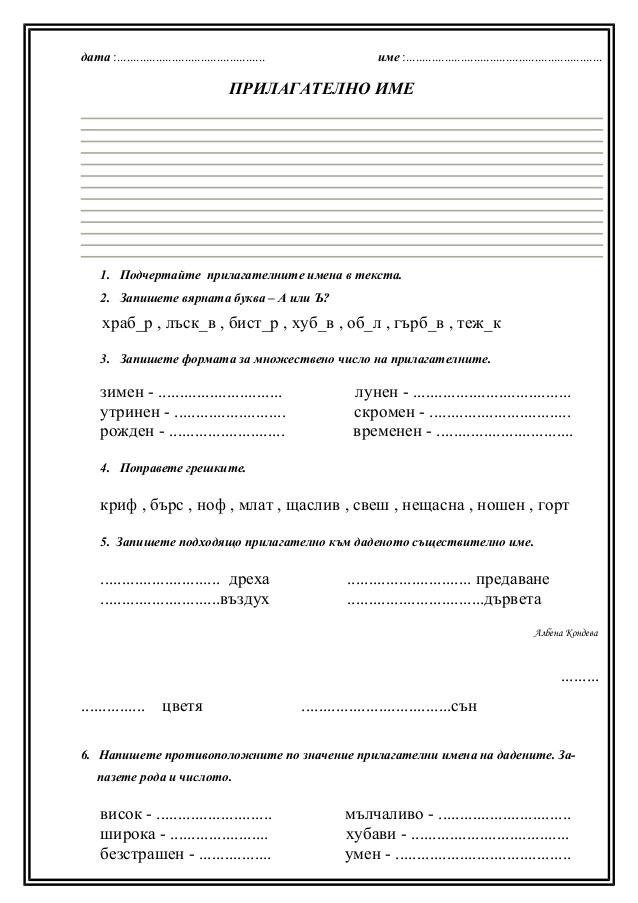 дата :............................................. име :............................................................
ПРИЛАГАТЕЛНО ИМЕ
1. Подчертайте прилагателните имена в текста.
2. Запишете вярната буква – А или Ъ?
храб_р , лъск_в , бист_р , хуб_в , об_л , гърб_в , теж_к
3. Запишете формата за множествено число на прилагателните.
зимен - ............................. лунен - .....................................
утринен - .......................... скромен - .................................
рожден - ........................... временен - ................................
4. Поправете грешките.
криф , бърс , ноф , млат , щаслив , свеш , нещасна , ношен , горт
5. Запишете подходящо прилагателно към даденото съществително име.
............................ дреха ............................. предаване
............................въздух ................................дървета
Албена Кондева
.........
............... цветя ...................................сън
6. Напишете противоположните по значение прилагателни имена на дадените. За-
пазете рода и числото.
висок - ........................... мълчаливо - ...............................
широка - ....................... хубави - .....................................
безстрашен - ................. умен - .........................................